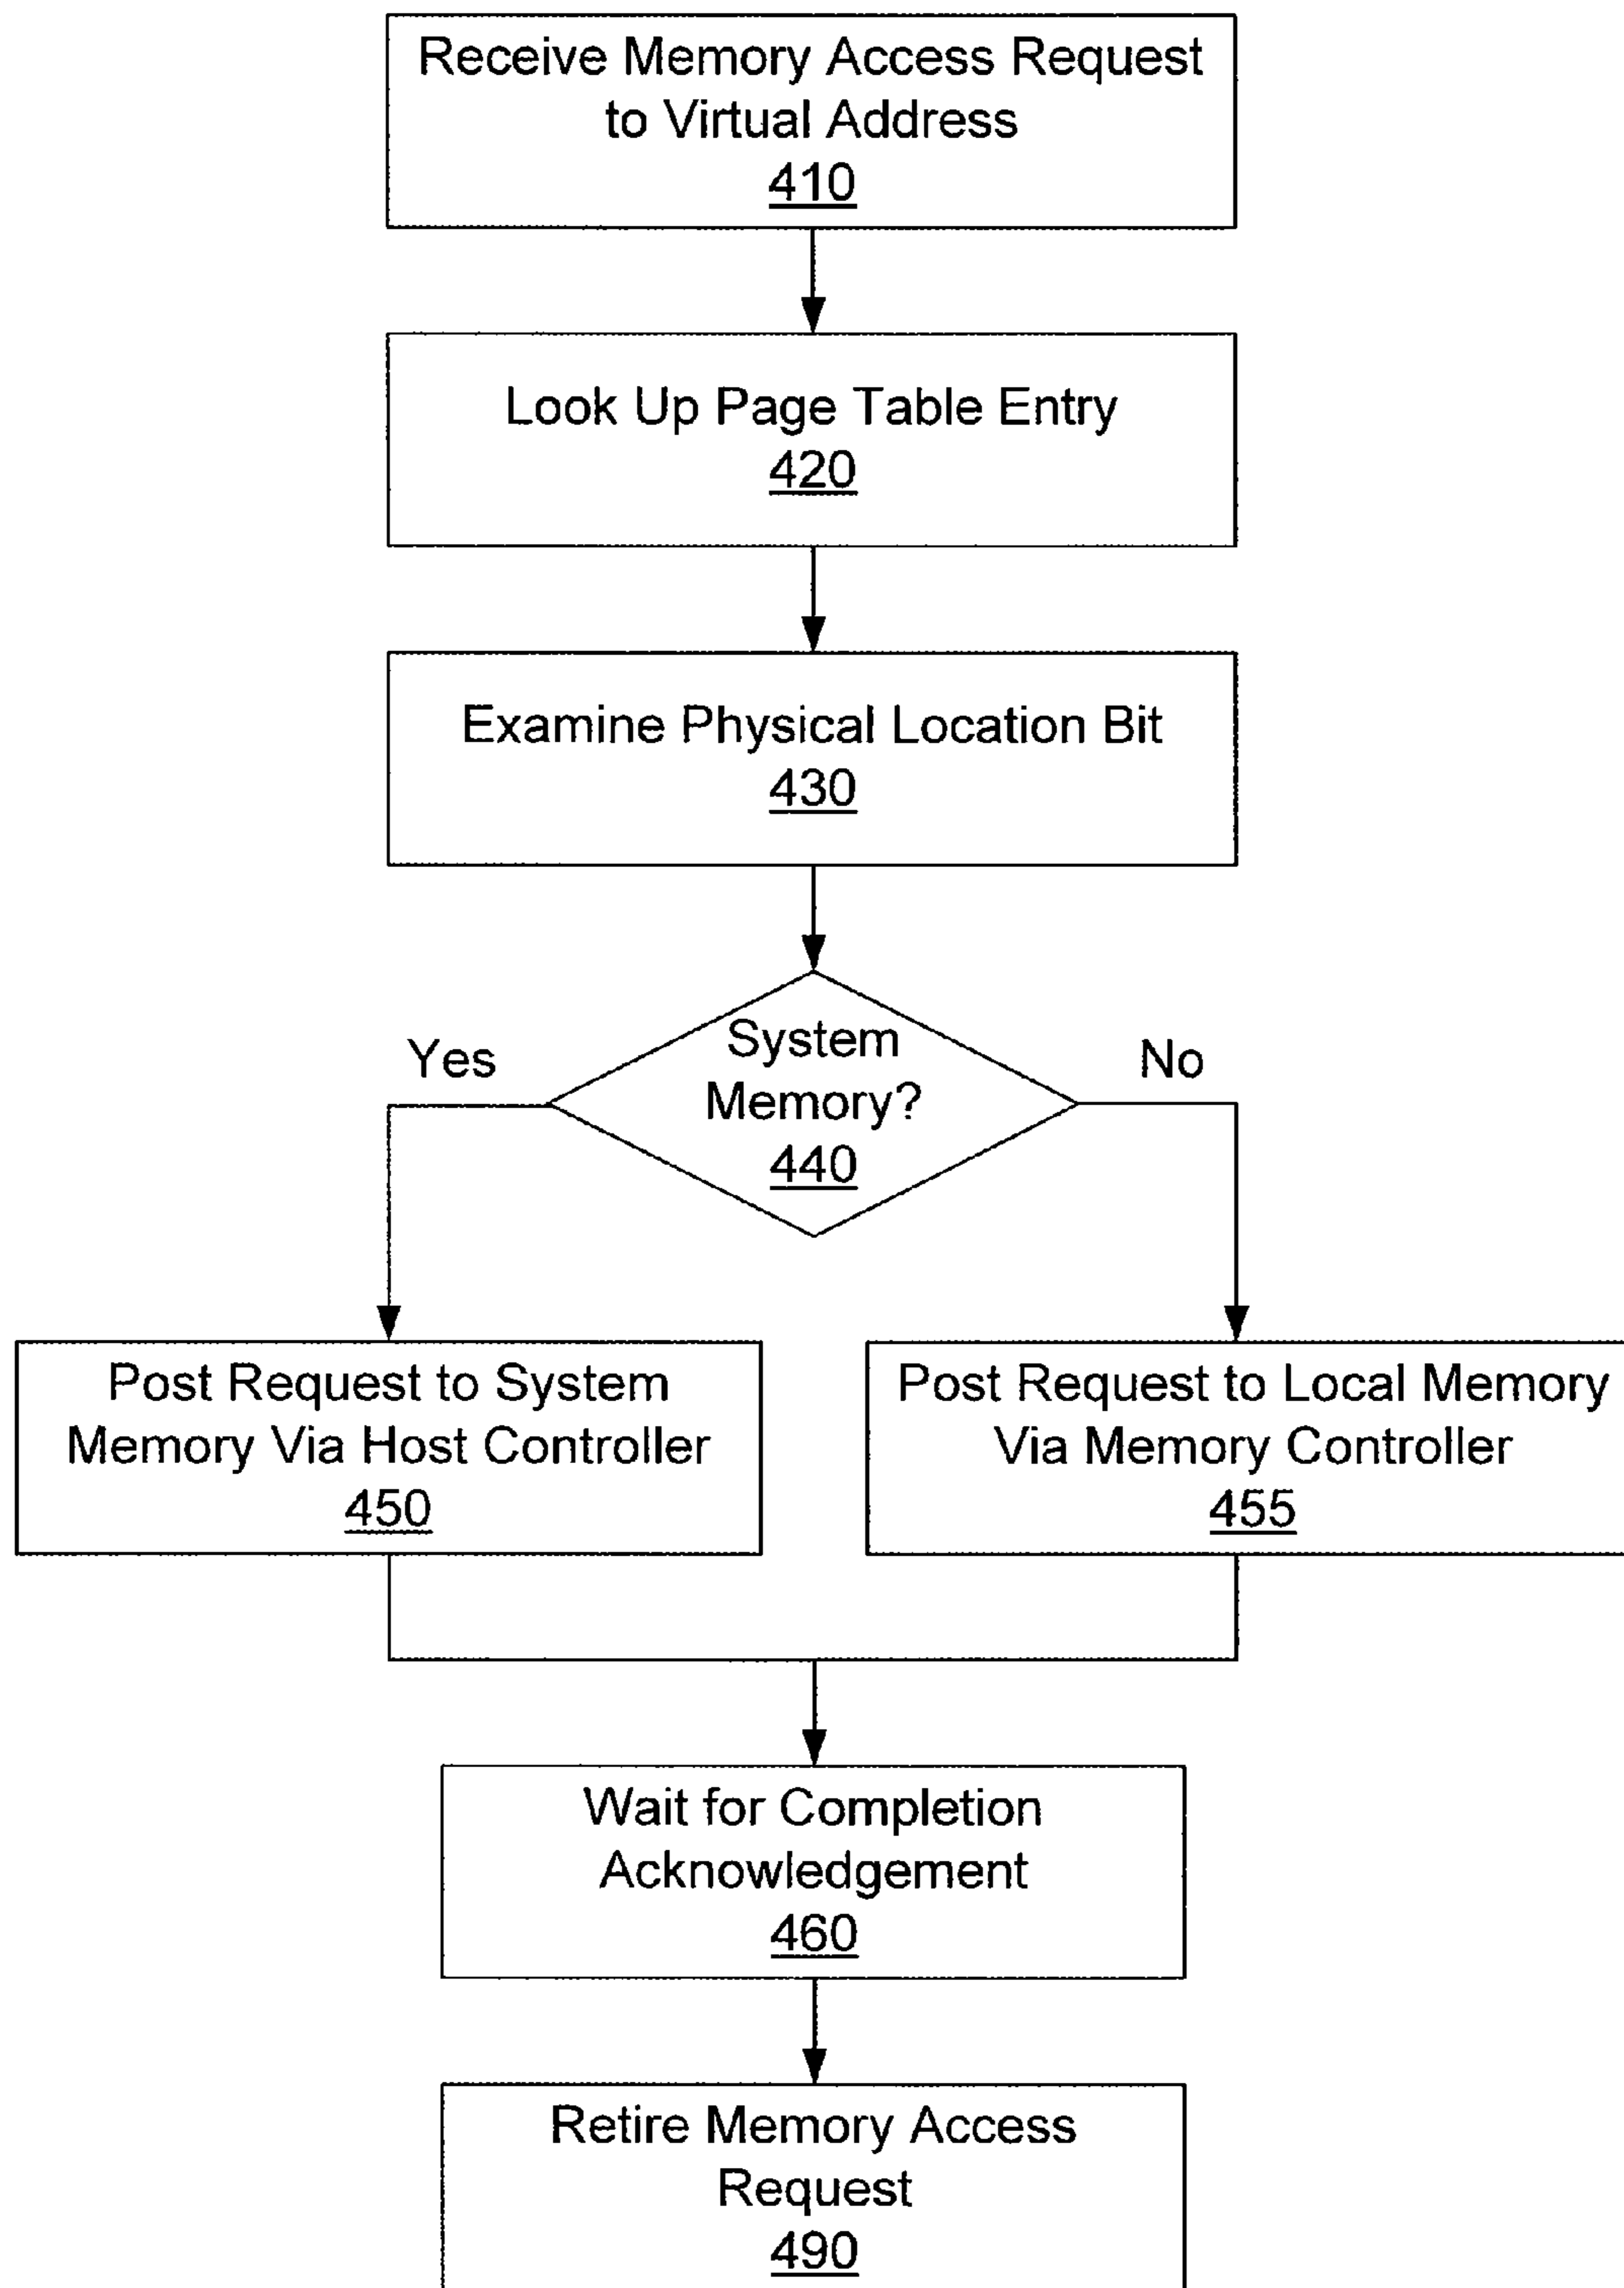 Receive Memory Access Request
to Virtual Address
410
Look Up Page Table Entry
420
Examine Physical Location Bit
430
System
Memory?
440
Yes
No
Post Request to System
Memory Via Host Controller
450
Post Request to Local Memory
Via Memory Controller
455
Wait for Completion
Acknowledgement
460
Retire Memory Access
Request
490